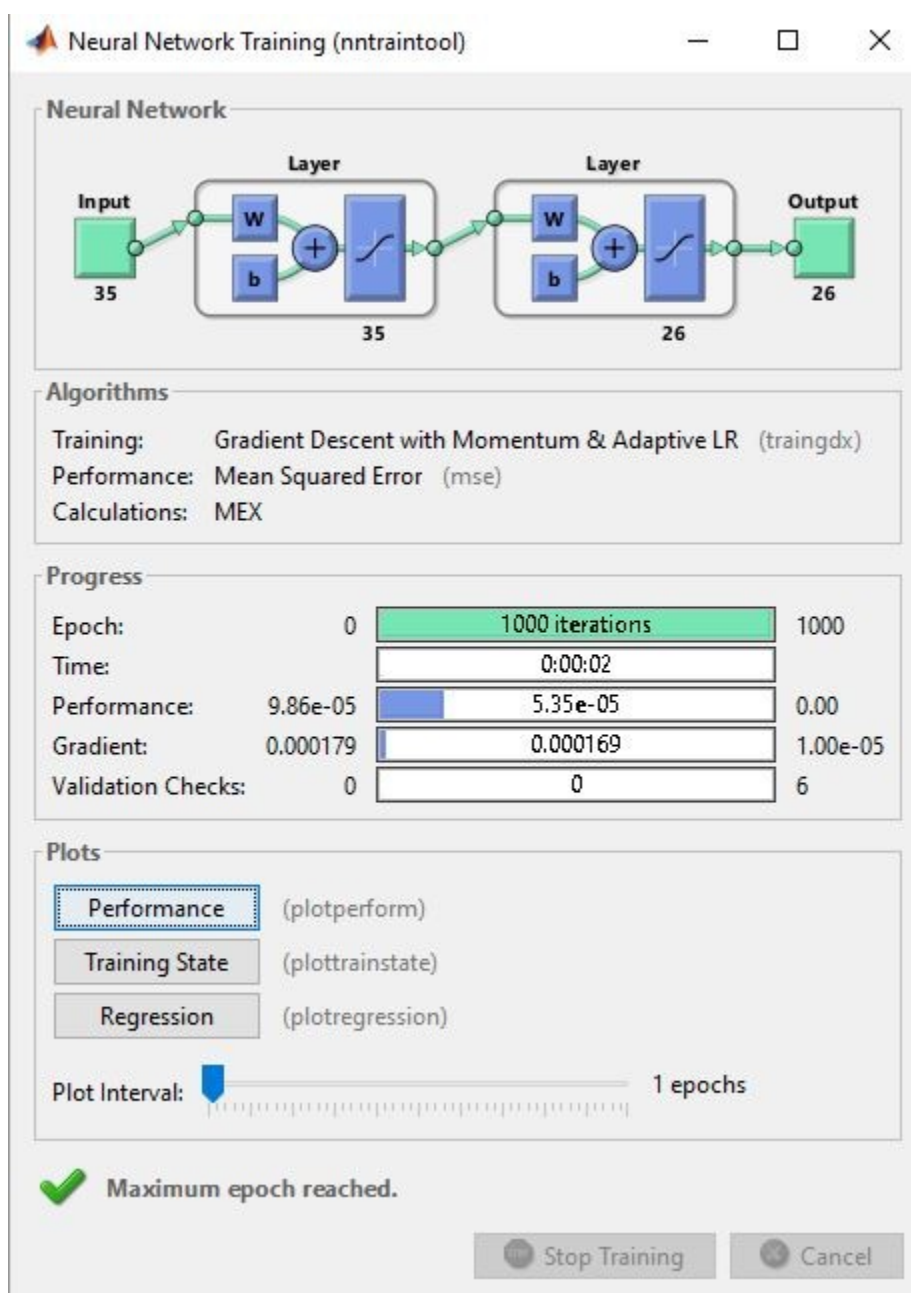 Neural Network Training (nntraintool)
Neural Network
Layer Layer
Input Output
W W
b b
35 26
35 26
Algorithms
Training: Gradient Descent with Momentum & Adaptive LR (traingdx)
Performance: Mean Squared Error (mse)
Calculations: MEX
Progress
Epoch: 0 1000 iterations 1000
Time: 0:00:02
Performance: 9.86e-05 5.35e-05 0.00
Gradient: 0.000179 0.000169 1.00e-05
Validation Checks: 0 0 6
Plots
Performance (plotperform)
Training State (plottrainstate)
Regression (plotregression)
Plot Interval: 1 epochs
Maximum epoch reached.
Stop Training Cancel